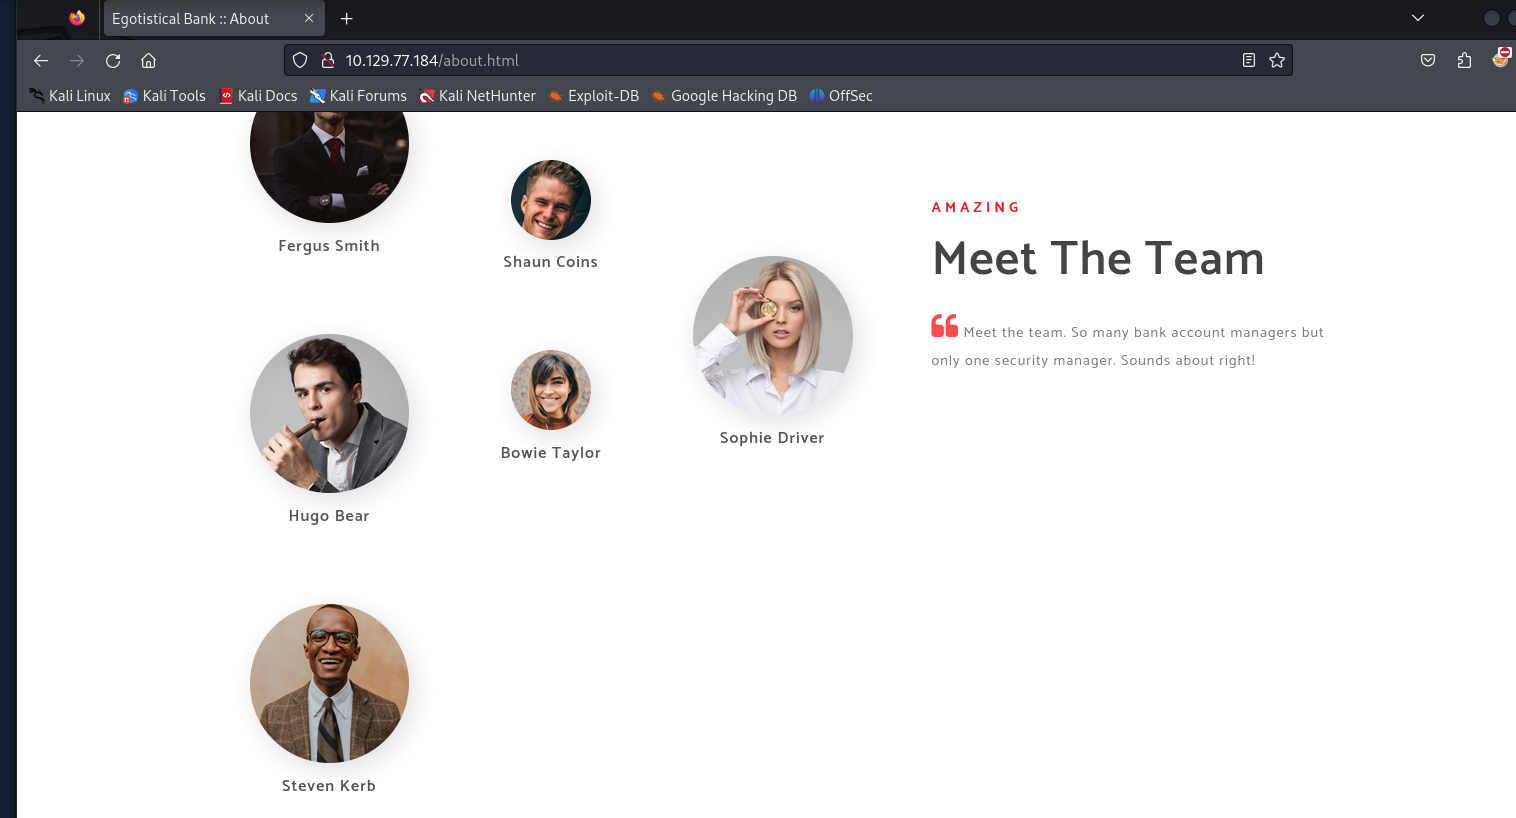 Egotistical Bank :: About
10.129.77.184/about.html
Kali Linux Kali Tools Kali Docs Kali Forums Kali NetHunter Exploit-DB Google Hacking DB OffSec
Fergus Smith
Shaun Coins
Sophie Driver
Hugo Bear
Bowie Taylor
Steven Kerb
AMAZING
Meet The Team
Meet the team. So many bank account managers but
only one security manager. Sounds about right!